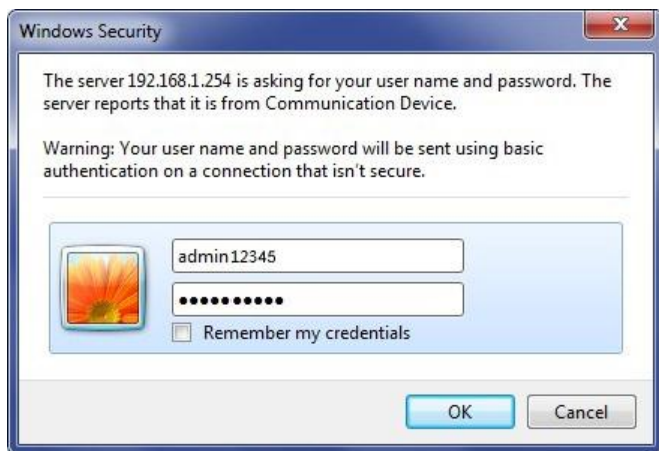 Windows Security
The server 192.168.1.254 is asking for your user name and password. The
server reports that it is from Communication Device.
Warning: Your user name and password will be sent using basic
authentication on a connection that isn't secure.
admin12345
●●●●●●●●●●
Remember my credentials
OK
Cancel